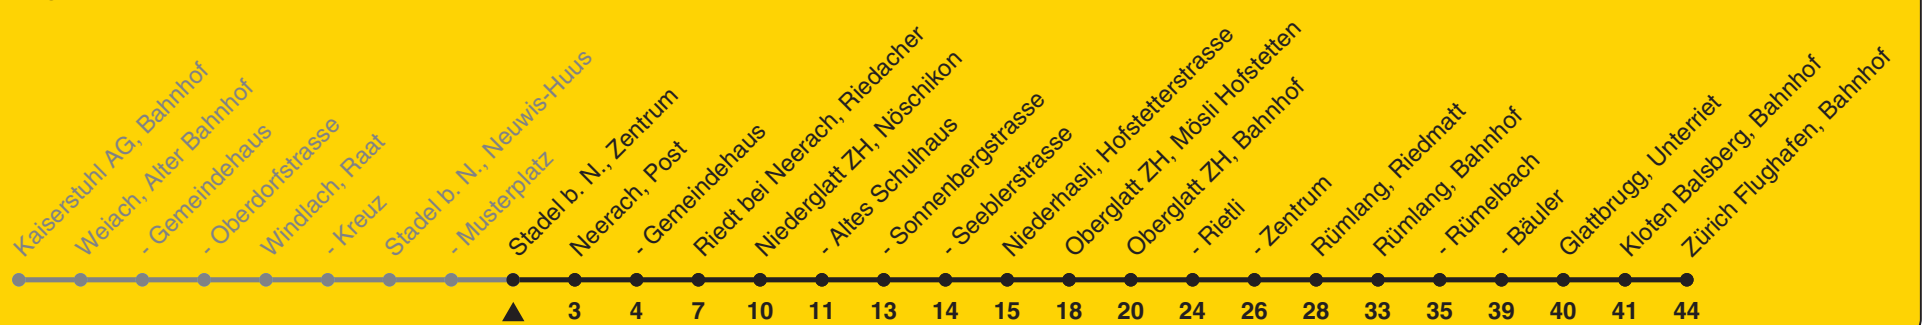 Kaiserstuhl AG, Bahnhof
Weiach, Alter Bahnhof
- Gemeindehaus
- Oberdorfstrasse
Windlach, Raat
- Kreuz
Stadel b. N., Neuwis-Huus
- Musterplatz
Stadel b. N., Zentrum
Neerach, Post
- Gemeindehaus
Riedt bei Neerach, Riedacher
Niederglatt ZH, Nöschikon
- Altes Schulhaus
- Sonnenbergstrasse
- Seeblerstrasse
Niederhasli, Hofstetterstrasse
Oberglatt ZH, Mösli Hofstetten
Oberglatt ZH, Bahnhof
- Rietli
- Zentrum
Rümlang, Riedmatt
Rümlang, Bahnhof
- Rümelbach
- Bäuler
Glattbrugg, Unterriet
Kloten Balsberg, Bahnhof
Zürich Flughafen, Bahnhof
3 4 7 10 11 13 14 15 18 20 24 26 28 33 35 39 40 41 44